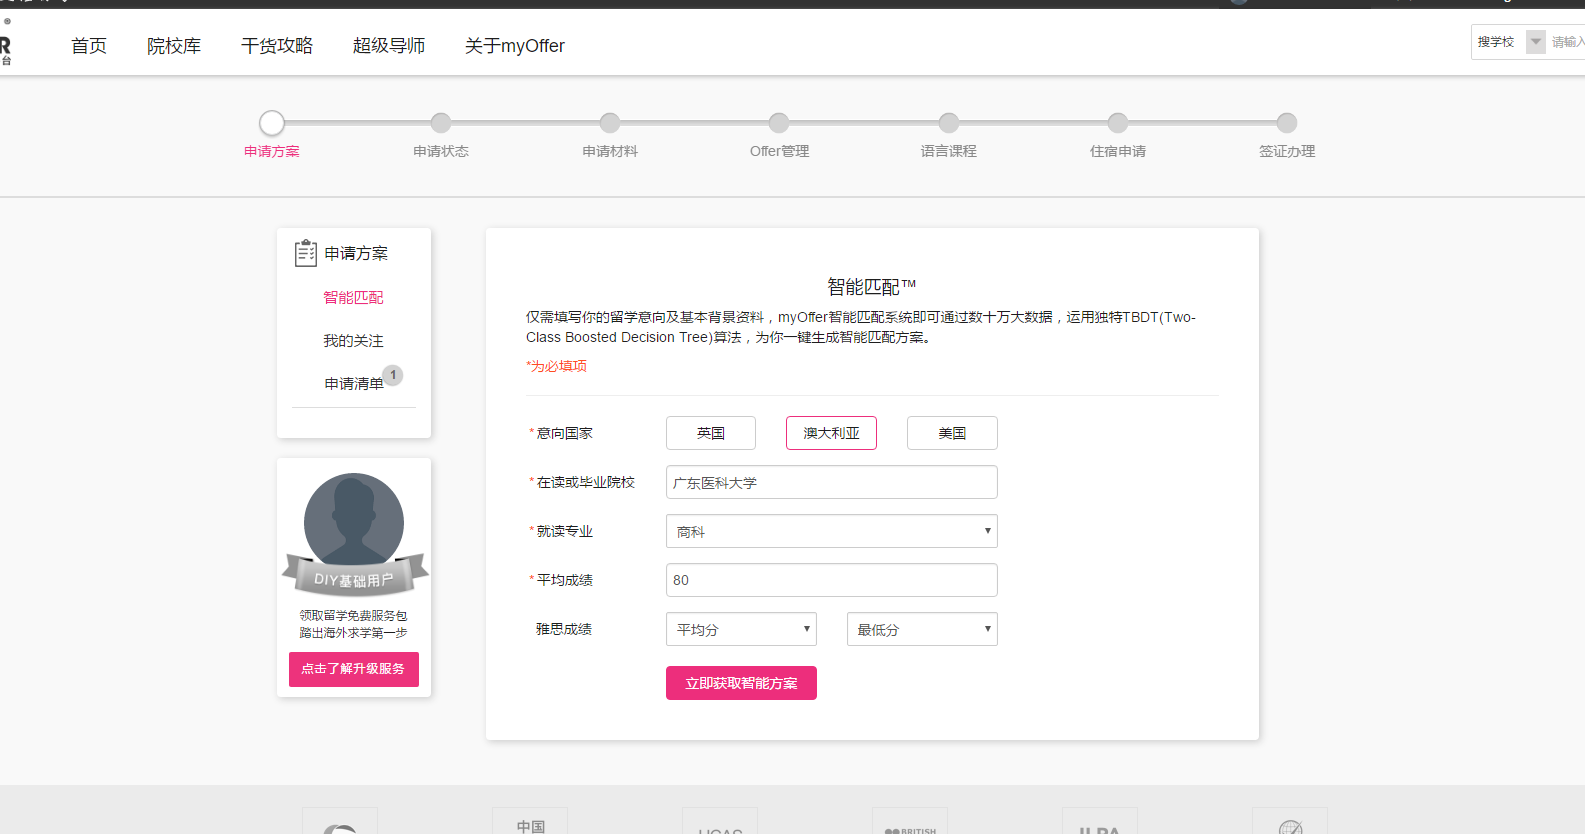 首页 院校库 干货攻略 超级导师 关于myOffer
搜学校
申请方案 申请状态 申请材料 Offer管理 语言课程 住宿申请 签证办理
申请方案
智能匹配
我的关注
申请清单 1
DIY基础用户
领取留学免费服务包
踏出海外求学第一步
点击了解升级服务
智能匹配™
仅需填写你的留学意向及基本背景资料，myOffer智能匹配系统即可通过数十万大数据，运用独特TBDT(Two-
Class Boosted Decision Tree)算法，为你一键生成智能匹配方案。
*为必填项
*意向国家 英国 澳大利亚 美国
*在读或毕业院校 广东医科大学
*就读专业 商科
*平均成绩 80
雅思成绩 平均分 最低分
立即获取智能方案
中国
UCAS
BRITISH